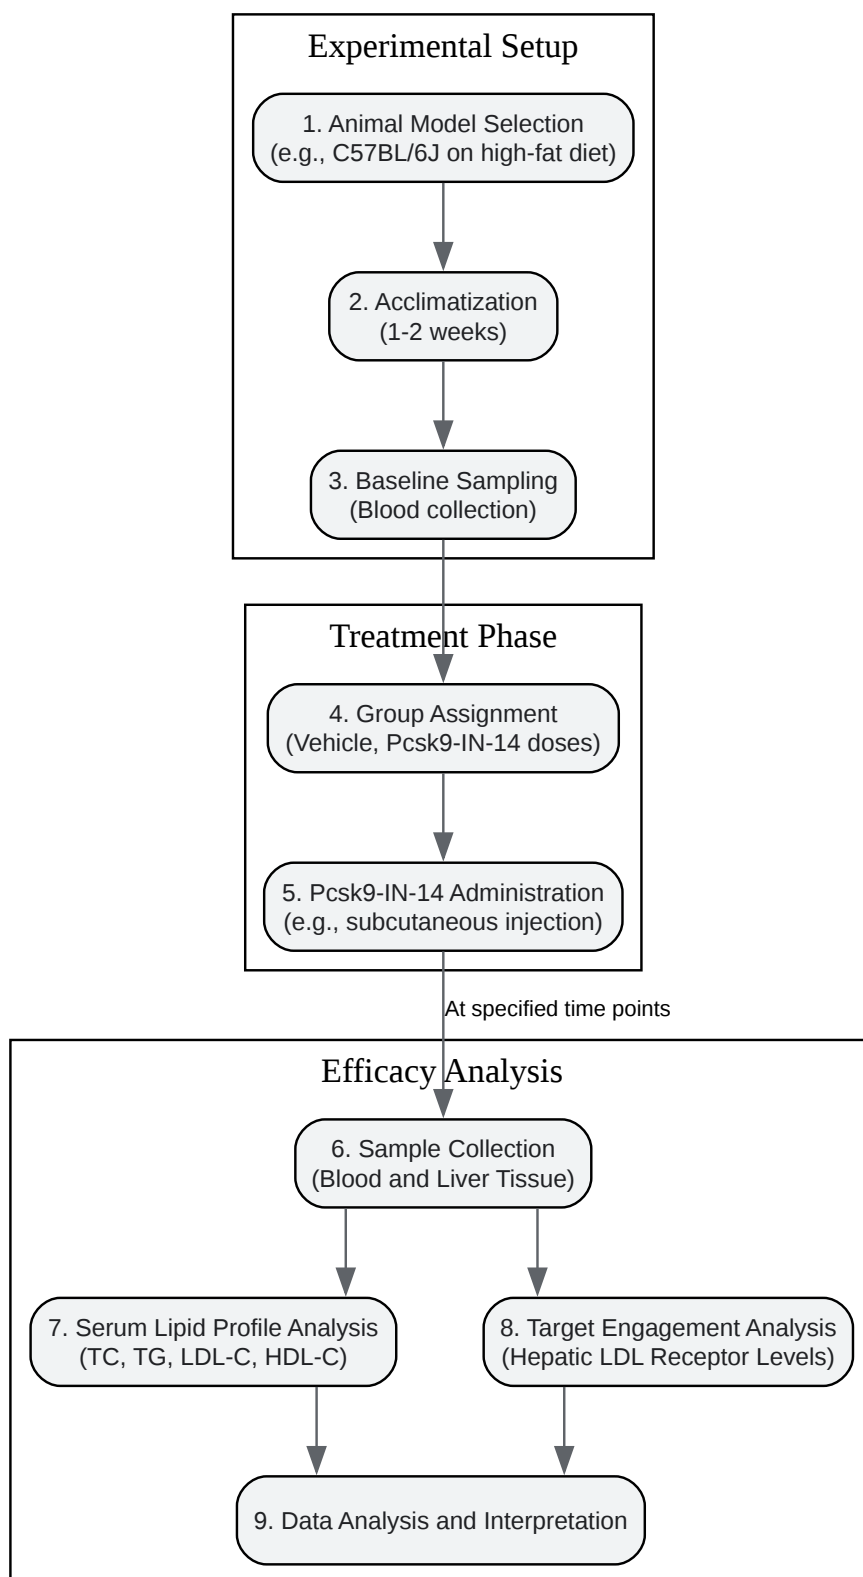 Experimental Setup
1. Animal Model Selection
(e.g., C57BL/6J on high-fat diet)
2. Acclimatization
(1-2 weeks)
3. Baseline Sampling
(Blood collection)
Treatment Phase
4. Group Assignment
(Vehicle, Pcsk9-IN-14 doses)
5. Pcsk9-IN-14 Administration
(e.g., subcutaneous injection)
At specified time points
Efficacy Analysis
6. Sample Collection
(Blood and Liver Tissue)
7. Serum Lipid Profile Analysis
(TC, TG, LDL-C, HDL-C)
8. Target Engagement Analysis
(Hepatic LDL Receptor Levels)
9. Data Analysis and Interpretation